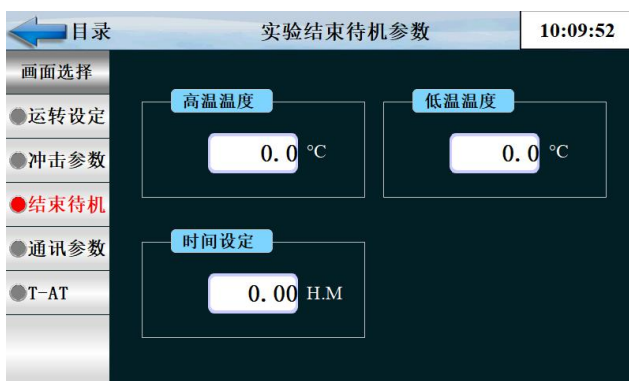 目录
实验结束待机参数
10:09:52
画面选择
运转设定
冲击参数
结束待机
通讯参数
T-AT
高温温度
0.0 °C
低温温度
0.0 °C
时间设定
0.00 H.M